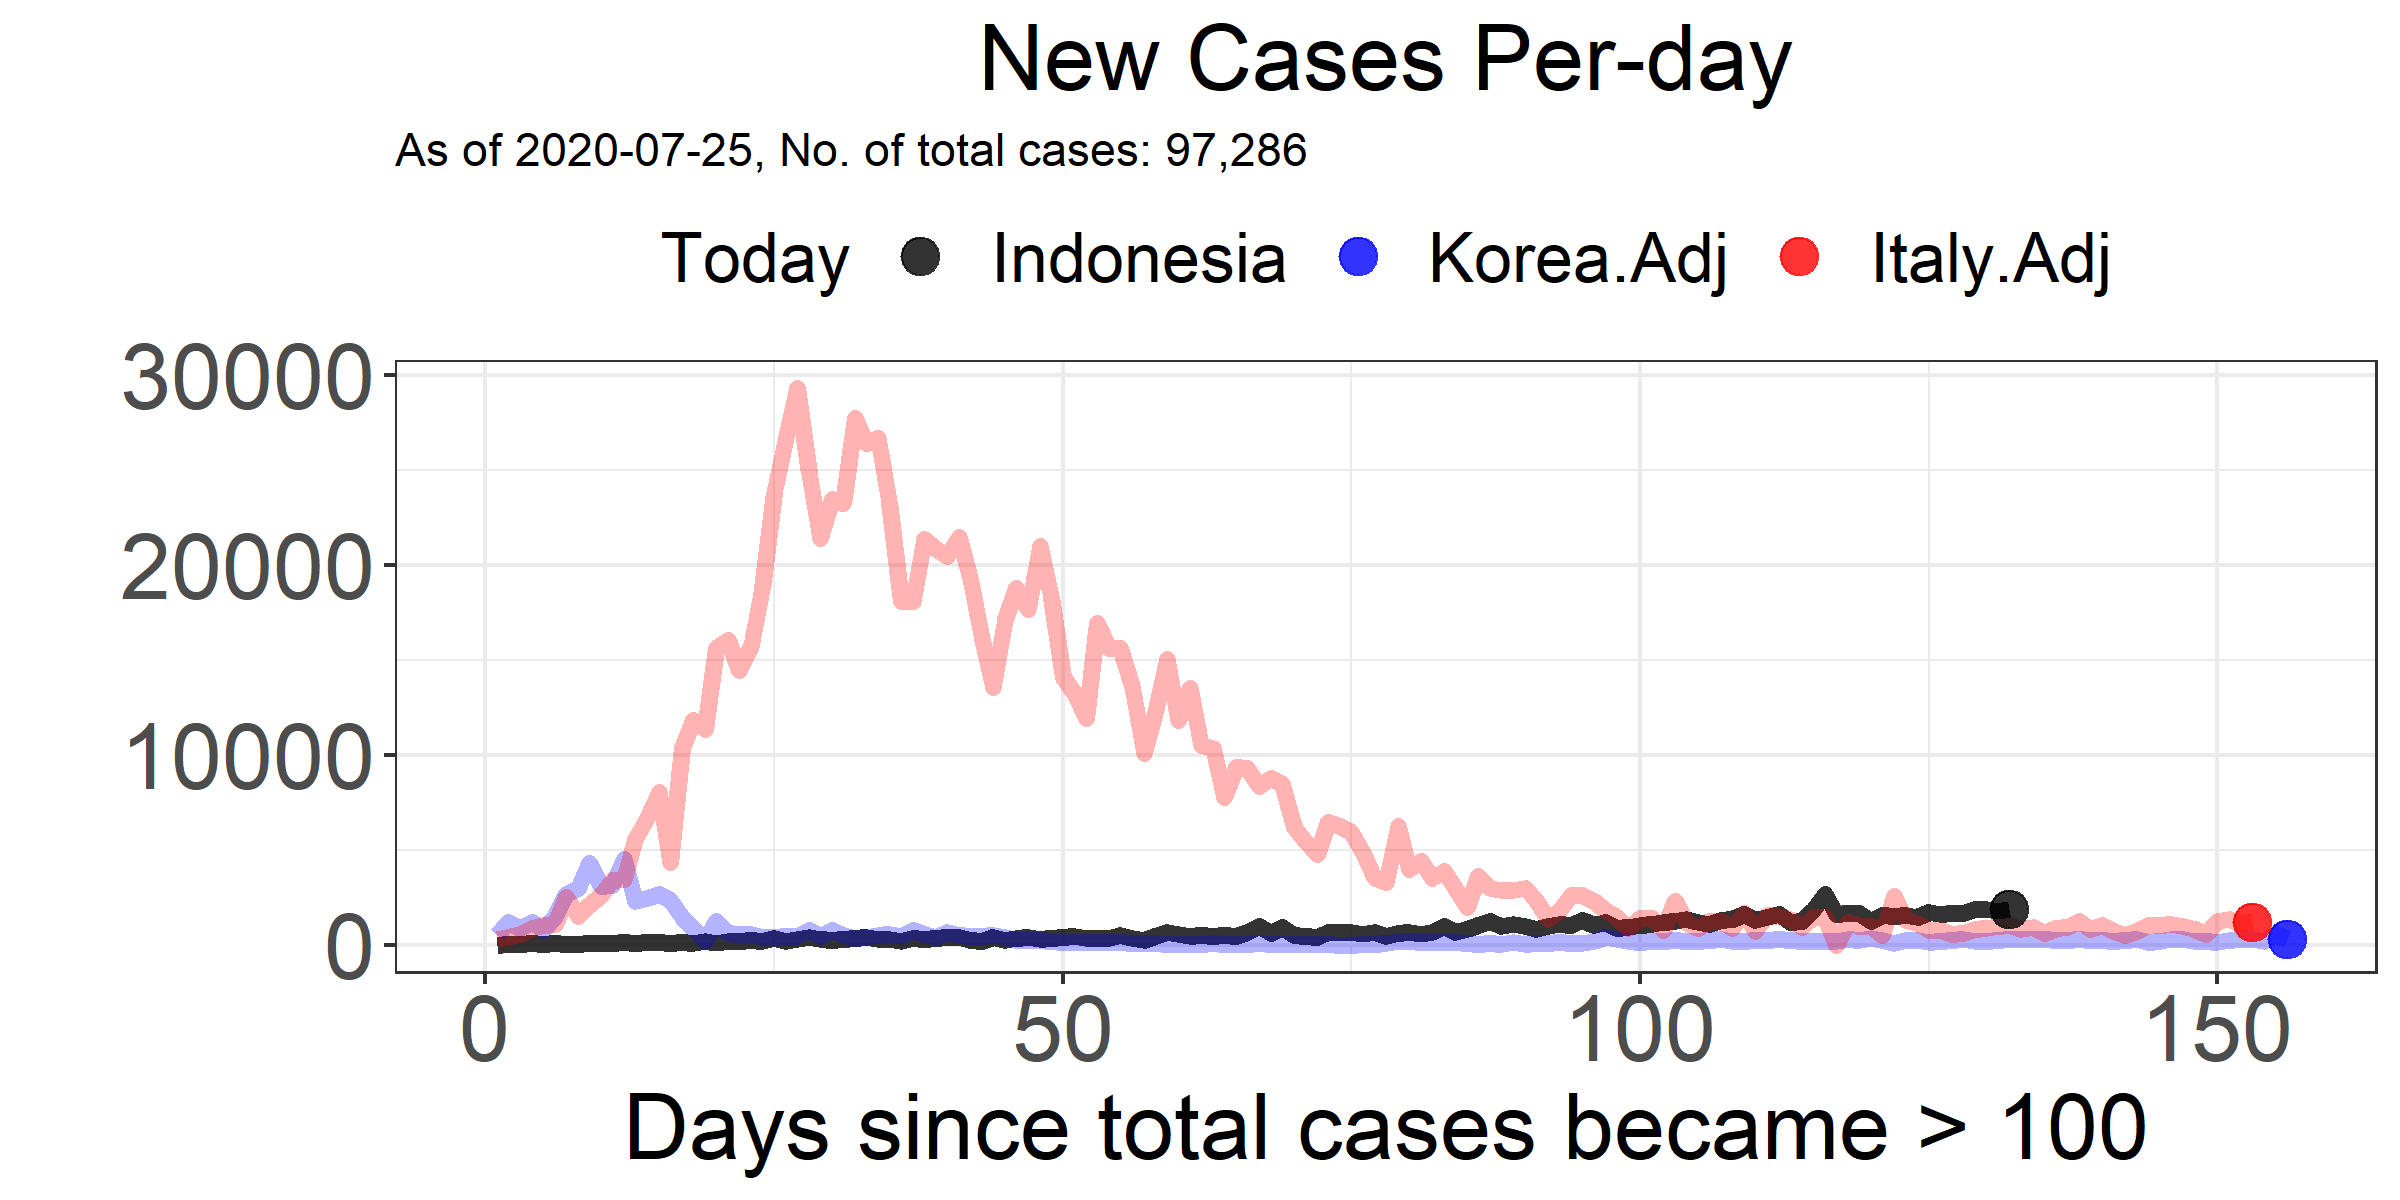 New Cases Per-day
As of 2020-07-25, No. of total cases: 97,286
Today Indonesia Korea.Adj Italy.Adj
30000
20000
10000
0
0 50 100 150
Days since total cases became > 100